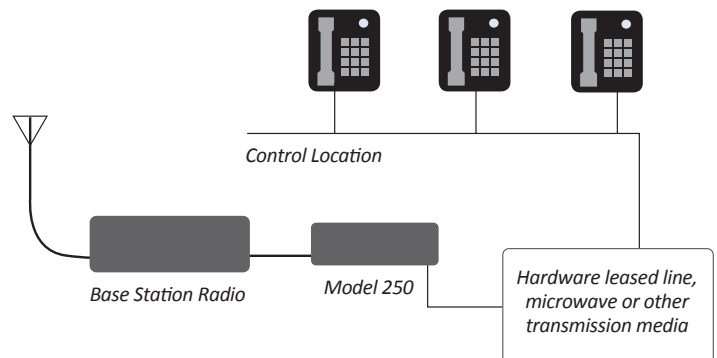 Control Location
Base Station Radio
Model 250
Hardware leased line,
microwave or other
transmission media